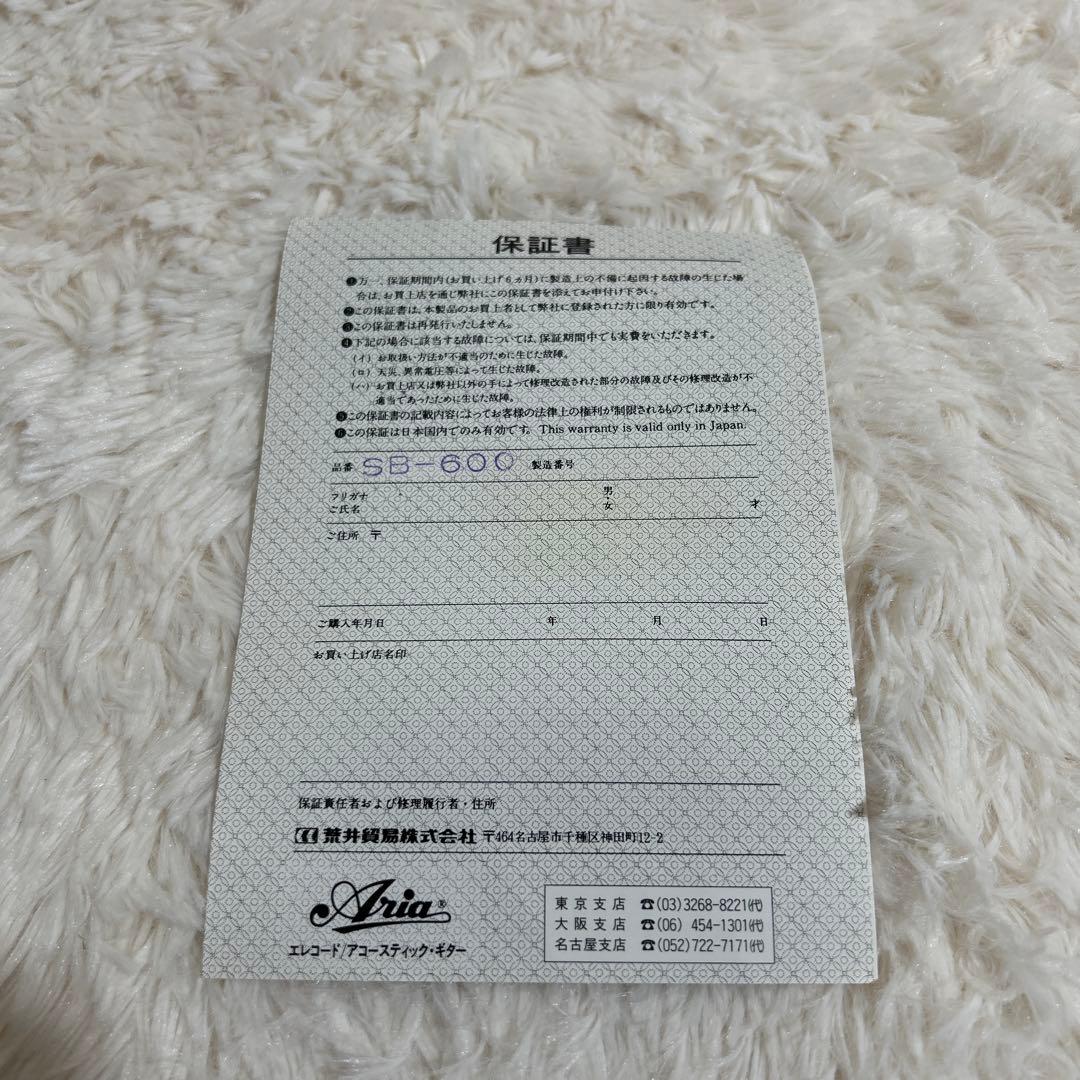 保証書
❶万一、保証期間内(お買い上げ6ヵ月)に製造上の不備に起因する故障の生じた場
合は、お買上店を通じ弊社にこの保証書を添えてお申付け下さい。
❷この保証書は、本製品のお買上者として弊社に登録された方に限り有効です。
❸この保証書は再発行いたしません。
❹下記の場合に該当する故障については、保証期間中でも実費をいただきます。
(イ) お取扱い方法が不適当のために生じた故障。
(ロ) 天災、異常電圧等によって生じた故障。
(ハ) お買上店又は弊社以外の手によって修理改造された部分の故障及びその修理改造が不
適当であったために生じた故障。
❺この保証書の記載内容によってお客様の法律上の権利が制限されるものではありません。
❻この保証は日本国内でのみ有効です。This warranty is valid only in Japan.
品番 SB-600 製造番号
フリガナ 男
ご氏名 ・女 才
ご住所 〒
ご購入年月日 年 月 日
お買い上げ店名印
保証責任者および修理履行者・住所
荒井貿易株式会社 〒464名古屋市千種区神田町12-2
Aria®
エレコード/アコースティック・ギター
東京支店 ☎(03)3268-8221(代)
大阪支店 ☎(06) 454-1301(代)
名古屋支店 ☎(052)722-7171(代)